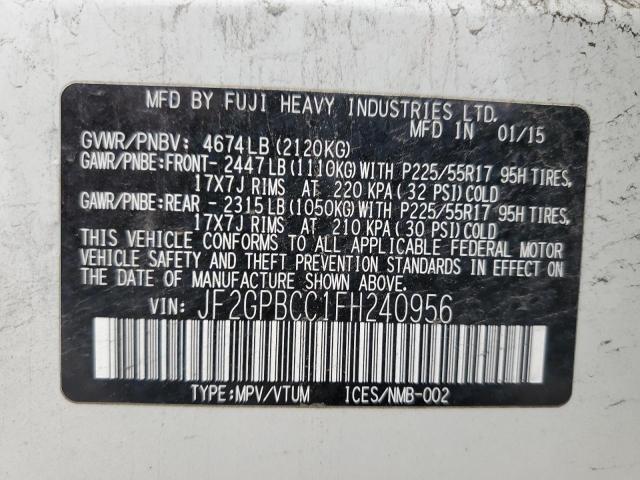 MFD BY FUJI HEAVY INDUSTRIES LTD.
MFD IN 01/15
GVWR/PNBV: 4674LB(2120KG)
GAWR/PNBE:FRONT- 2447LB(1110KG)WITH P225/55R17 95H TIRES,
17X7J RIMS AT 220 KPA( 32 PSI)COLD
GAWR/PNBE:REAR - 2315LB(1050KG)WITH P225/55R17 95H TIRES,
17X7J RIMS AT 210 KPA( 30 PSI)COLD
THIS VEHICLE CONFORMS TO ALL APPLICABLE FEDERAL MOTOR
VEHICLE SAFETY AND THEFT PREVENTION STANDARDS IN EFFECT
ON THE DATE OF MANUFACTURE SHOWN ABOVE.
VIN: JF2GPBCC1FH240956
TYPE:MPV/VTUM ICES/NMB-002